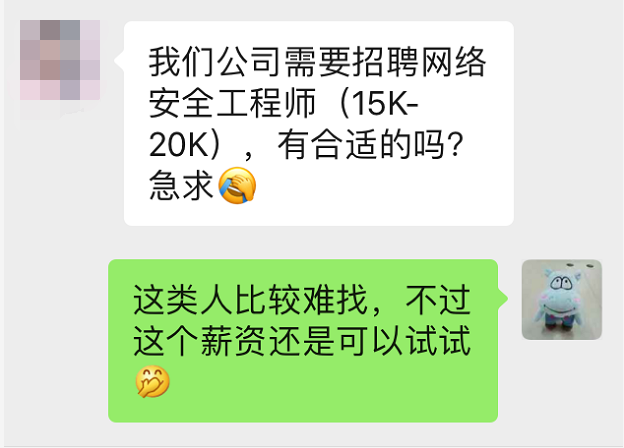 我们公司需要招聘网络
安全工程师（15K-
20K），有合适的吗？
急求🤦
这类人比较难找，不过
这个薪资还是可以试试
🤭